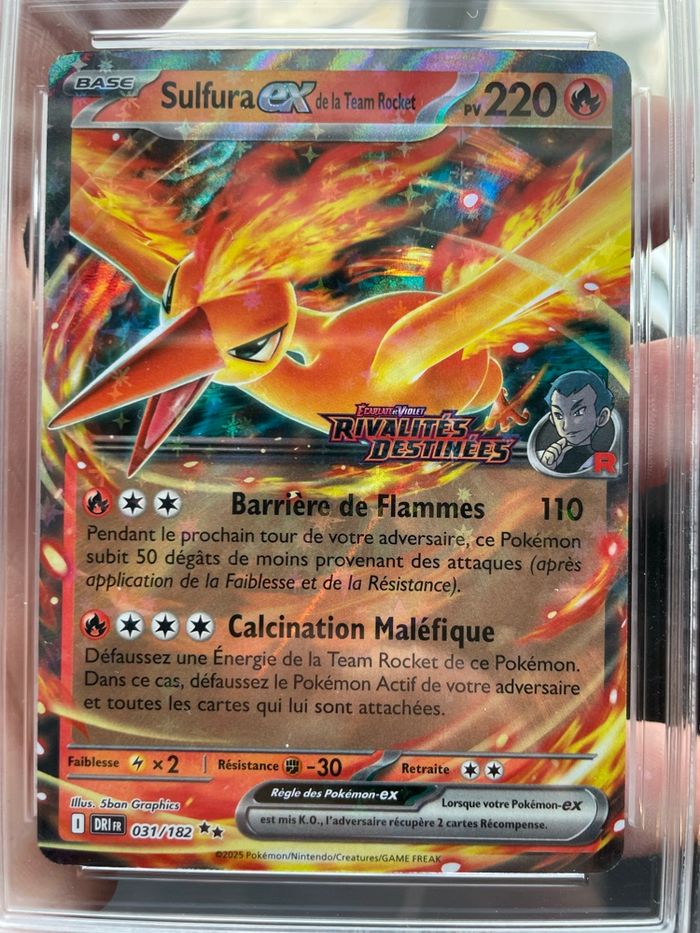 BASE
Sulfura ex de la Team Rocket
PV 220
ÉCARLATE et VIOLET
RIVALITÉS
DESTINÉES
R
Barrière de Flammes 110
Pendant le prochain tour de votre adversaire, ce Pokémon
subit 50 dégâts de moins provenant des attaques (après
application de la Faiblesse et de la Résistance).
Calcination Maléfique
Défaussez une Énergie de la Team Rocket de ce Pokémon.
Dans ce cas, défaussez le Pokémon Actif de votre adversaire
et toutes les cartes qui lui sont attachées.
Faiblesse ×2 Résistance -30 Retraite
Illus. 5ban Graphics
Règle des Pokémon-ex Lorsque votre Pokémon-ex
est mis K.O., l'adversaire récupère 2 cartes Récompense.
I DRI FR 031/182 ★★
©2025 Pokémon/Nintendo/Creatures/GAME FREAK